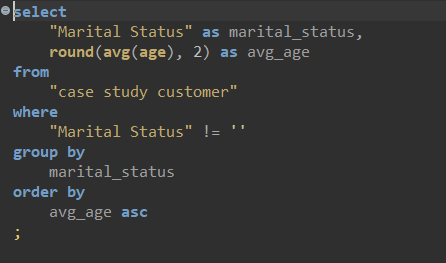 select
"Marital Status" as marital_status,
round(avg(age), 2) as avg_age
from
"case study customer"
where
"Marital Status" != ''
group by
marital_status
order by
avg_age asc
;